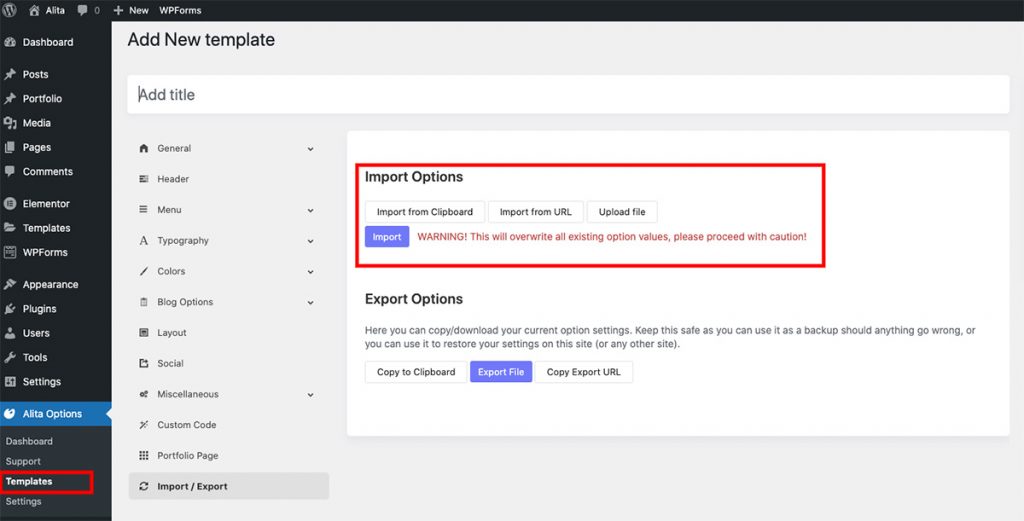 Alita 0 New WPForms
Dashboard
Posts
Portfolio
Media
Pages
Comments
Elementor
Templates
WPForms
Appearance
Plugins
Users
Tools
Settings
Alita Options
Dashboard
Support
Templates
Settings
Add New template
Add title
General
Header
Menu
Typography
Colors
Blog Options
Layout
Social
Miscellaneous
Custom Code
Portfolio Page
Import / Export
Import Options
Import from Clipboard Import from URL Upload file
Import WARNING! This will overwrite all existing option values, please proceed with caution!
Export Options
Here you can copy/download your current option settings. Keep this safe as you can use it as a backup should anything go wrong, or
you can use it to restore your settings on this site (or any other site).
Copy to Clipboard Export File Copy Export URL